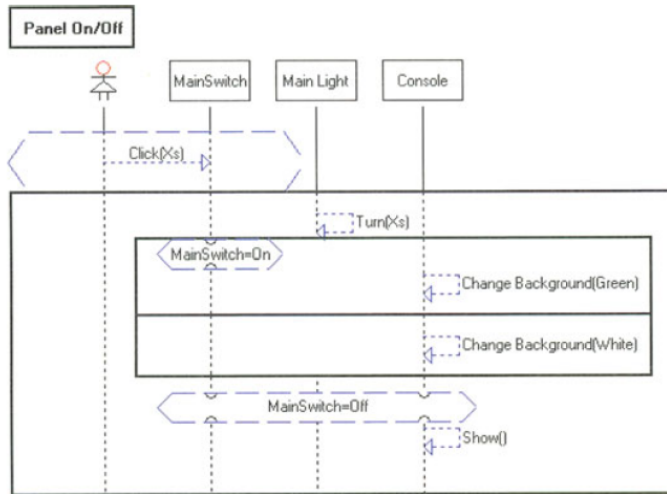 Panel On/Off
MainSwitch
Main Light
Console
Click(Xs)
Turn(Xs)
MainSwitch=On
Change Background(Green)
Change Background(White)
MainSwitch=Off
Show()